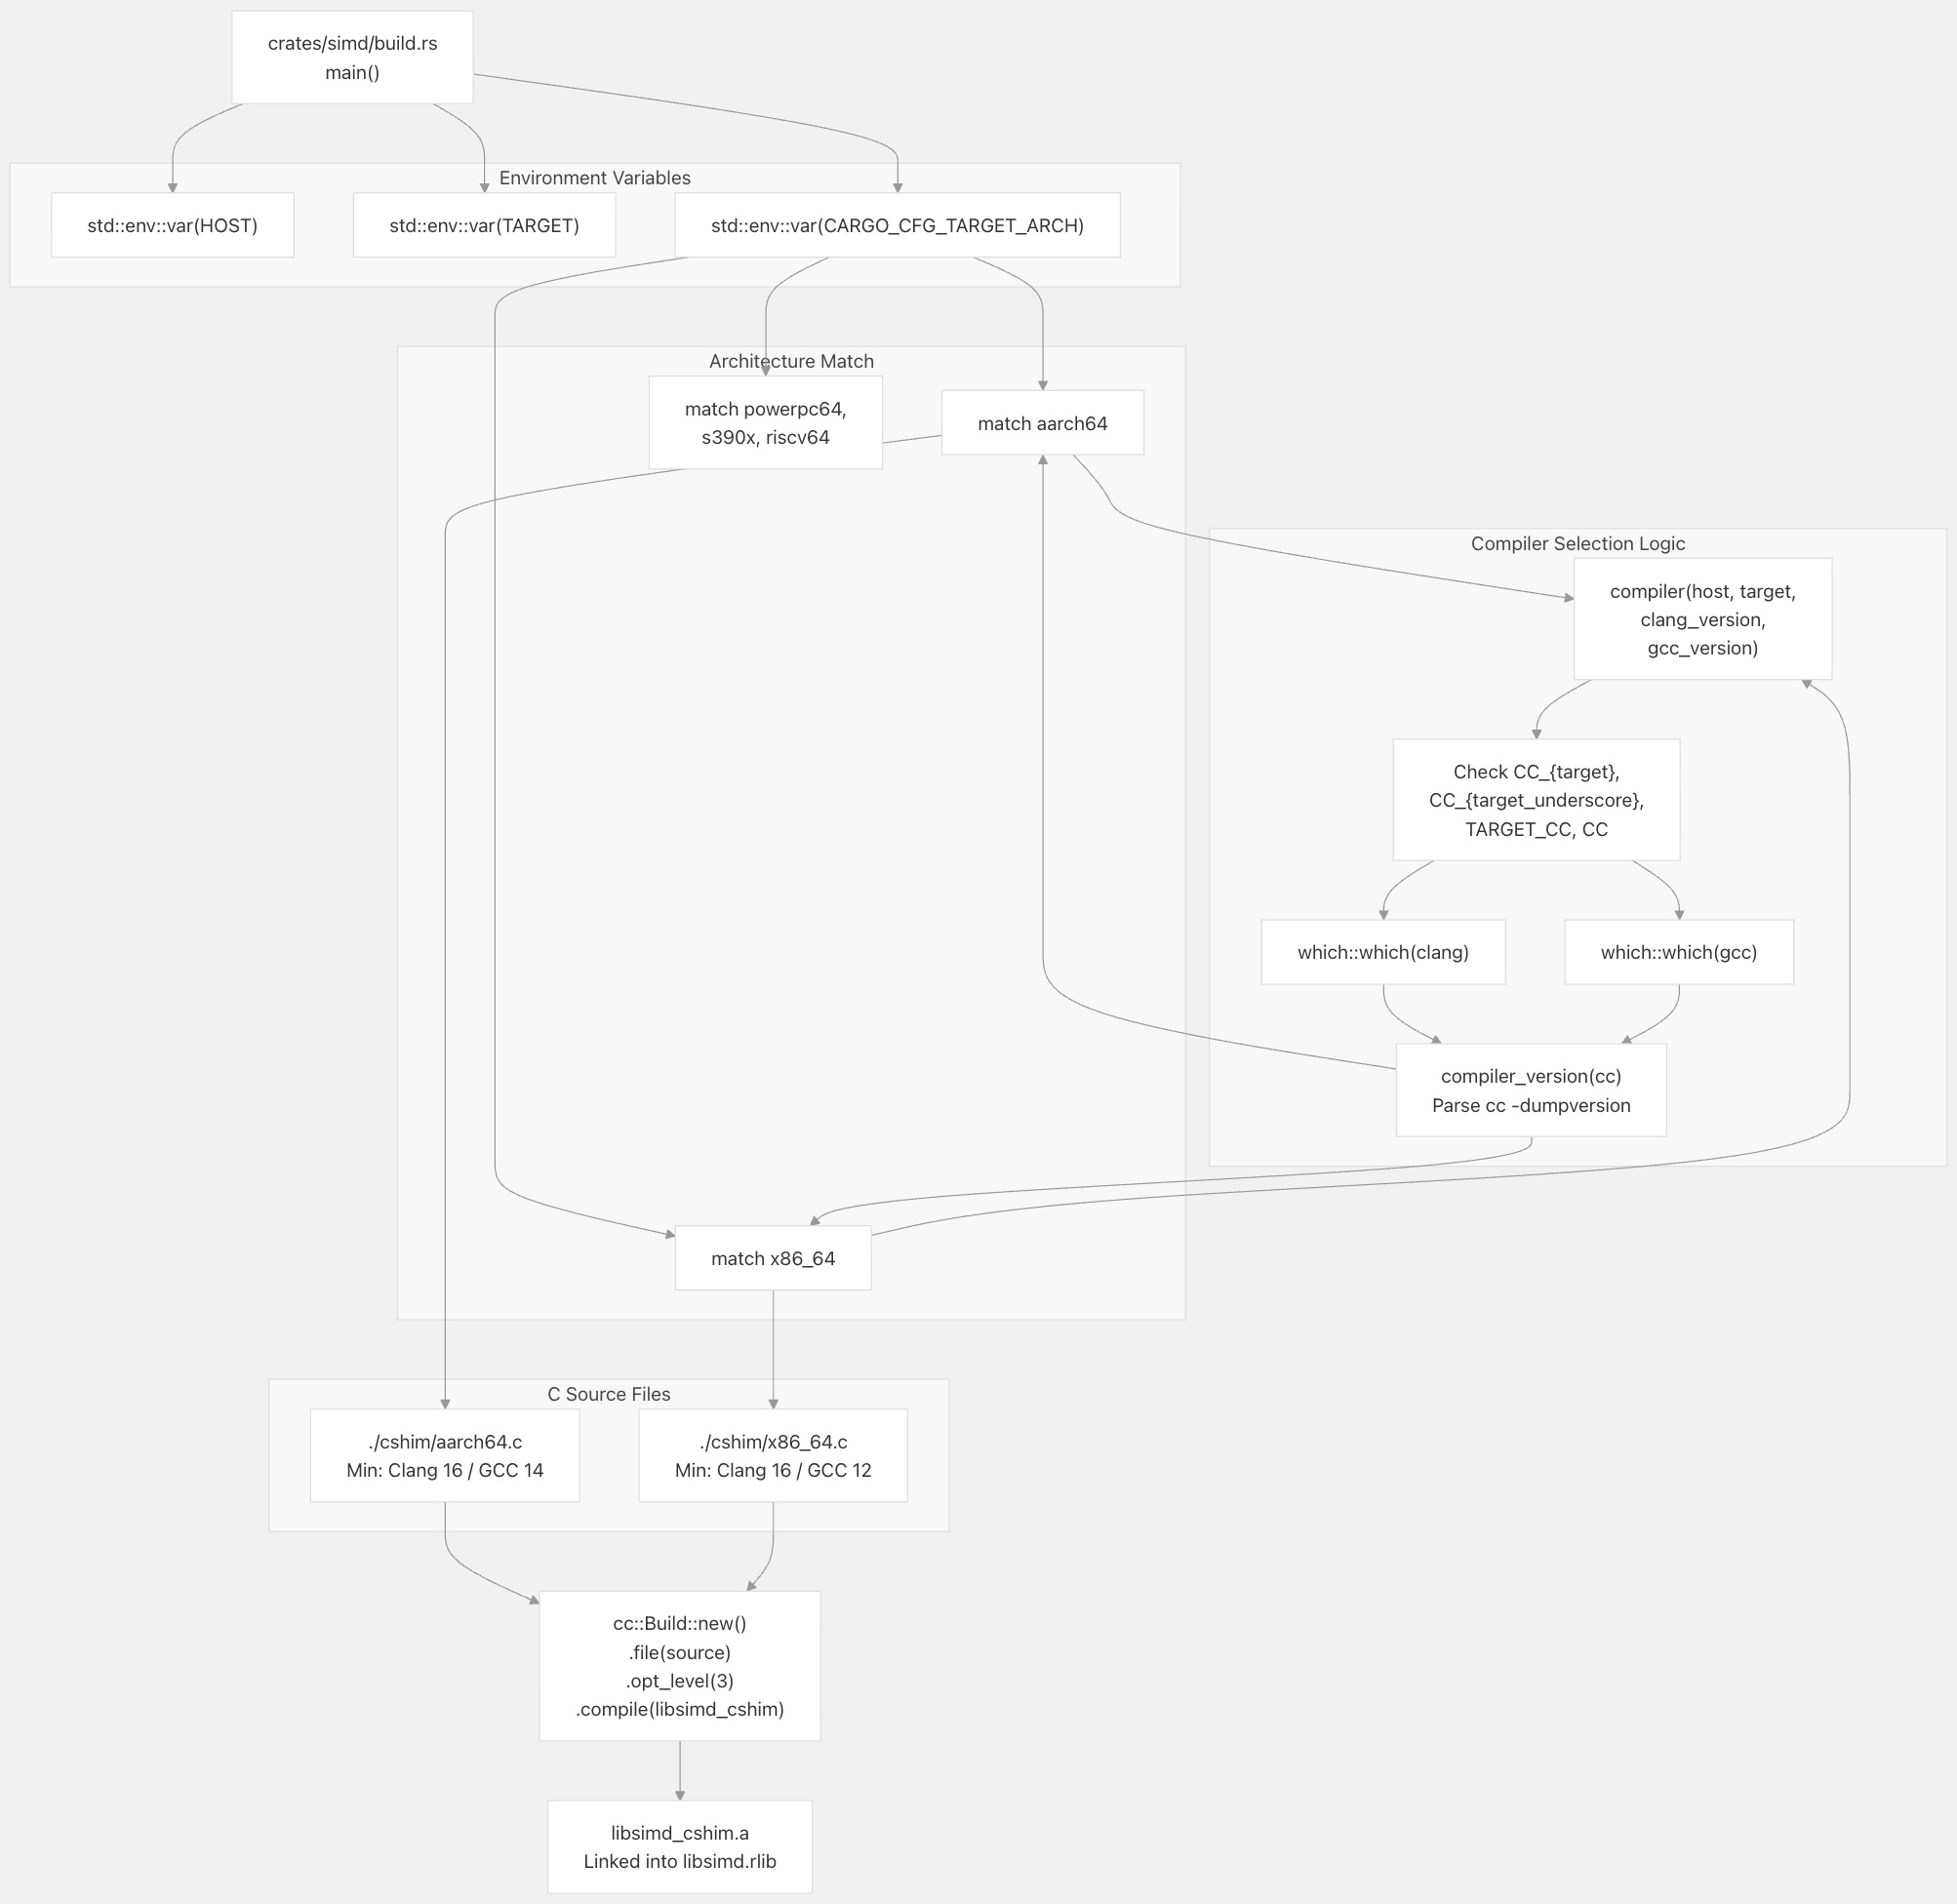 crates/simd/build.rs
main()
Environment Variables
std::env::var(HOST)
std::env::var(TARGET)
std::env::var(CARGO_CFG_TARGET_ARCH)
Architecture Match
match powerpc64,
s390x, riscv64
match aarch64
Compiler Selection Logic
compiler(host, target,
clang_version,
gcc_version)
Check CC_{target},
CC_{target_underscore},
TARGET_CC, CC
which::which(clang)
which::which(gcc)
compiler_version(cc)
Parse cc -dumpversion
match x86_64
C Source Files
./cshim/aarch64.c
Min: Clang 16 / GCC 14
./cshim/x86_64.c
Min: Clang 16 / GCC 12
cc::Build::new()
.file(source)
.opt_level(3)
.compile(libsimd_cshim)
libsimd_cshim.a
Linked into libsimd.rlib